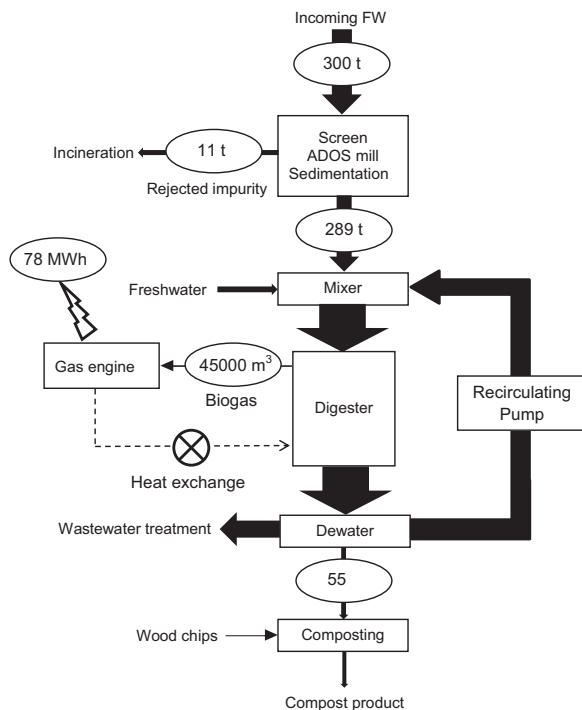 Incoming FW
300 t
Screen
ADOS mill
Sedimentation
Incineration
11 t
Rejected impurity
289 t
78 MWh
Freshwater
Mixer
Gas engine
45000 m³
Biogas
Digester
Recirculating
Pump
Heat exchange
Wastewater treatment
Dewater
55
Wood chips
Composting
Compost product